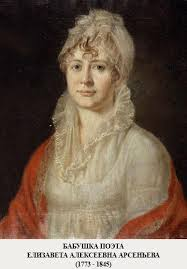 БАБУШКА ПОЭТА
ЕЛИЗАВЕТА АЛЕКСЕЕВНА АРСЕНЬЕВА
(1773 - 1845)